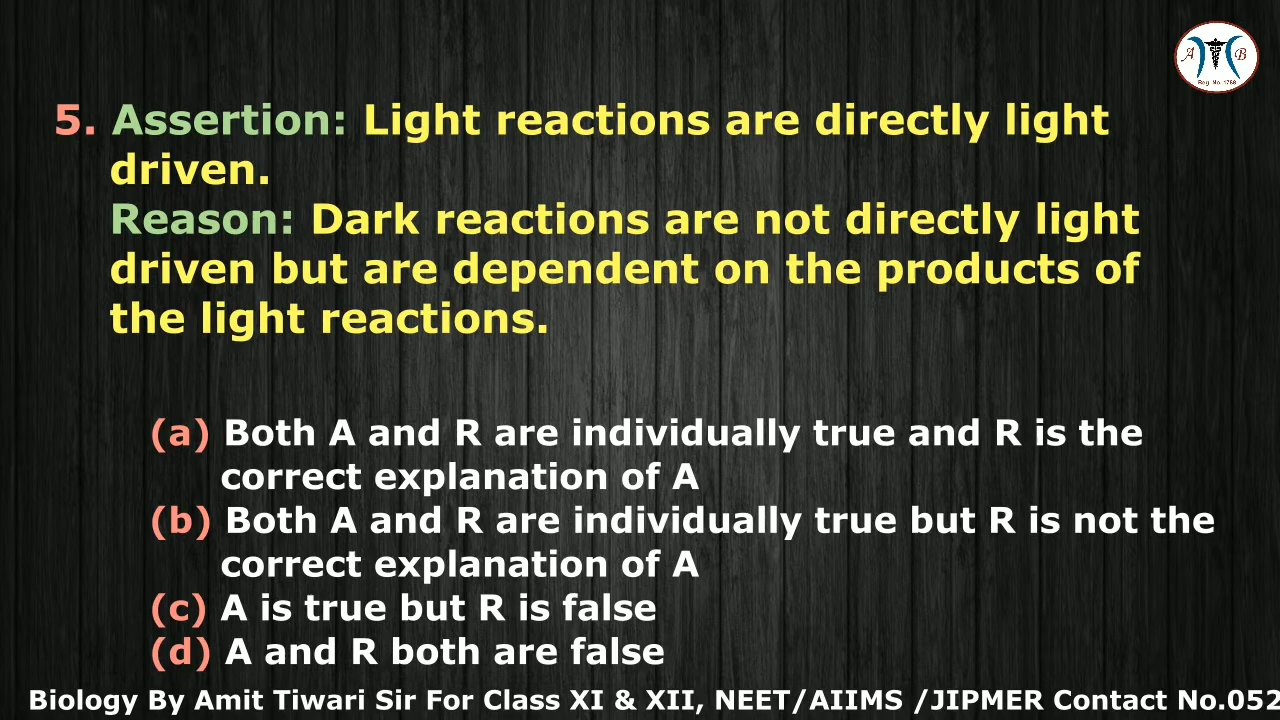 A B
Reg No 1768
5. Assertion: Light reactions are directly light
driven.
Reason: Dark reactions are not directly light
driven but are dependent on the products of
the light reactions.
(a) Both A and R are individually true and R is the
correct explanation of A
(b) Both A and R are individually true but R is not the
correct explanation of A
(c) A is true but R is false
(d) A and R both are false
Biology By Amit Tiwari Sir For Class XI & XII, NEET/AIIMS /JIPMER Contact No.052